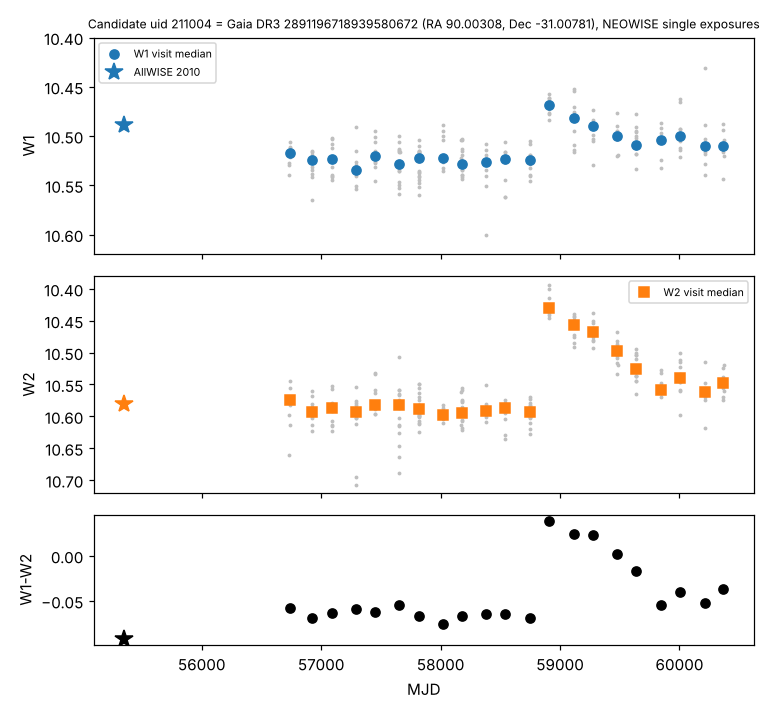 Candidate uid 211004 = Gaia DR3 2891196718939580672 (RA 90.00308, Dec -31.00781), NEOWISE single exposures
10.40
10.45
10.50
10.55
10.60
W1
W1 visit median
AllWISE 2010
10.40
10.45
10.50
10.55
10.60
10.65
10.70
W2
W2 visit median
0.00
−0.05
W1-W2
56000
57000
58000
59000
60000
MJD